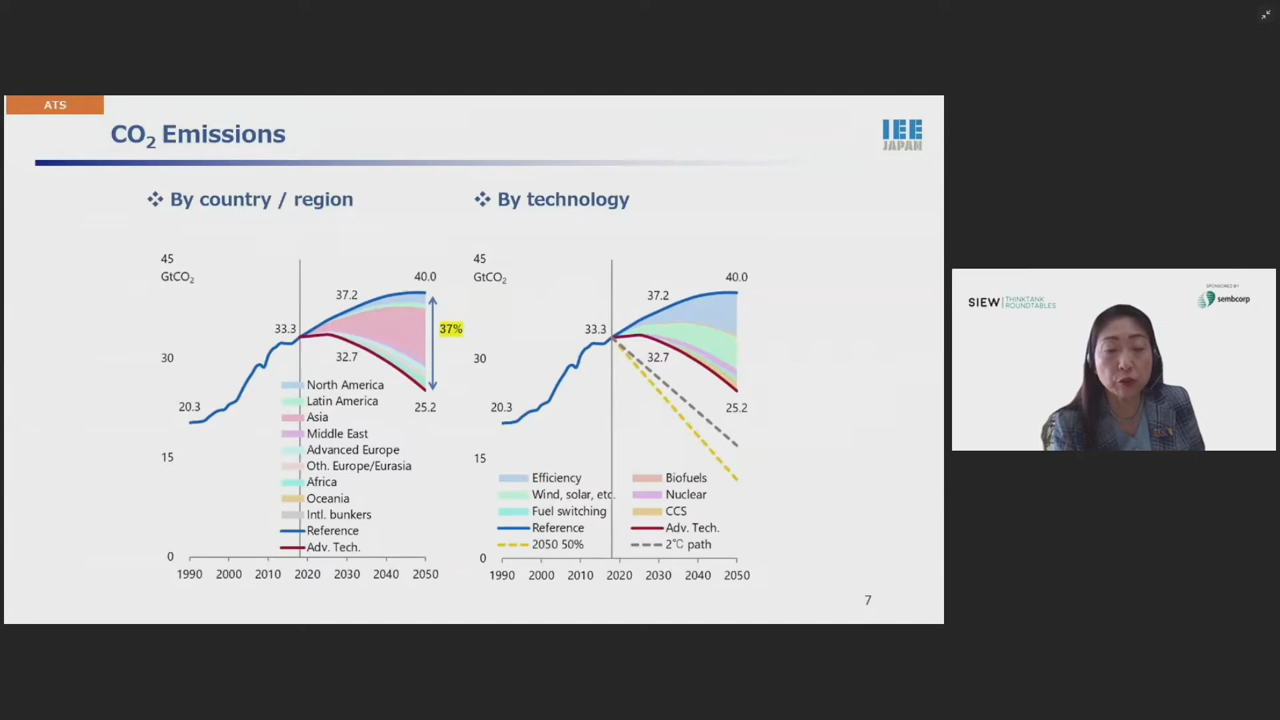 ATS
CO2 Emissions
IEE
JAPAN
❖ By country / region
❖ By technology
45
GtCO2
30
15
0
40.0
37.2
37%
33.3
32.7
25.2
20.3
North America
Latin America
Asia
Middle East
Advanced Europe
Oth. Europe/Eurasia
Africa
Oceania
Intl. bunkers
Reference
Adv. Tech.
1990 2000 2010 2020 2030 2040 2050
45
GtCO2
30
15
0
40.0
37.2
33.3
32.7
25.2
20.3
Efficiency
Biofuels
Wind, solar, etc.
Nuclear
Fuel switching
CCS
Reference
Adv. Tech.
2050 50%
2℃ path
1990 2000 2010 2020 2030 2040 2050
7
SIEW THINKTANK
ROUNDTABLES
SPONSORED BY
sembcorp